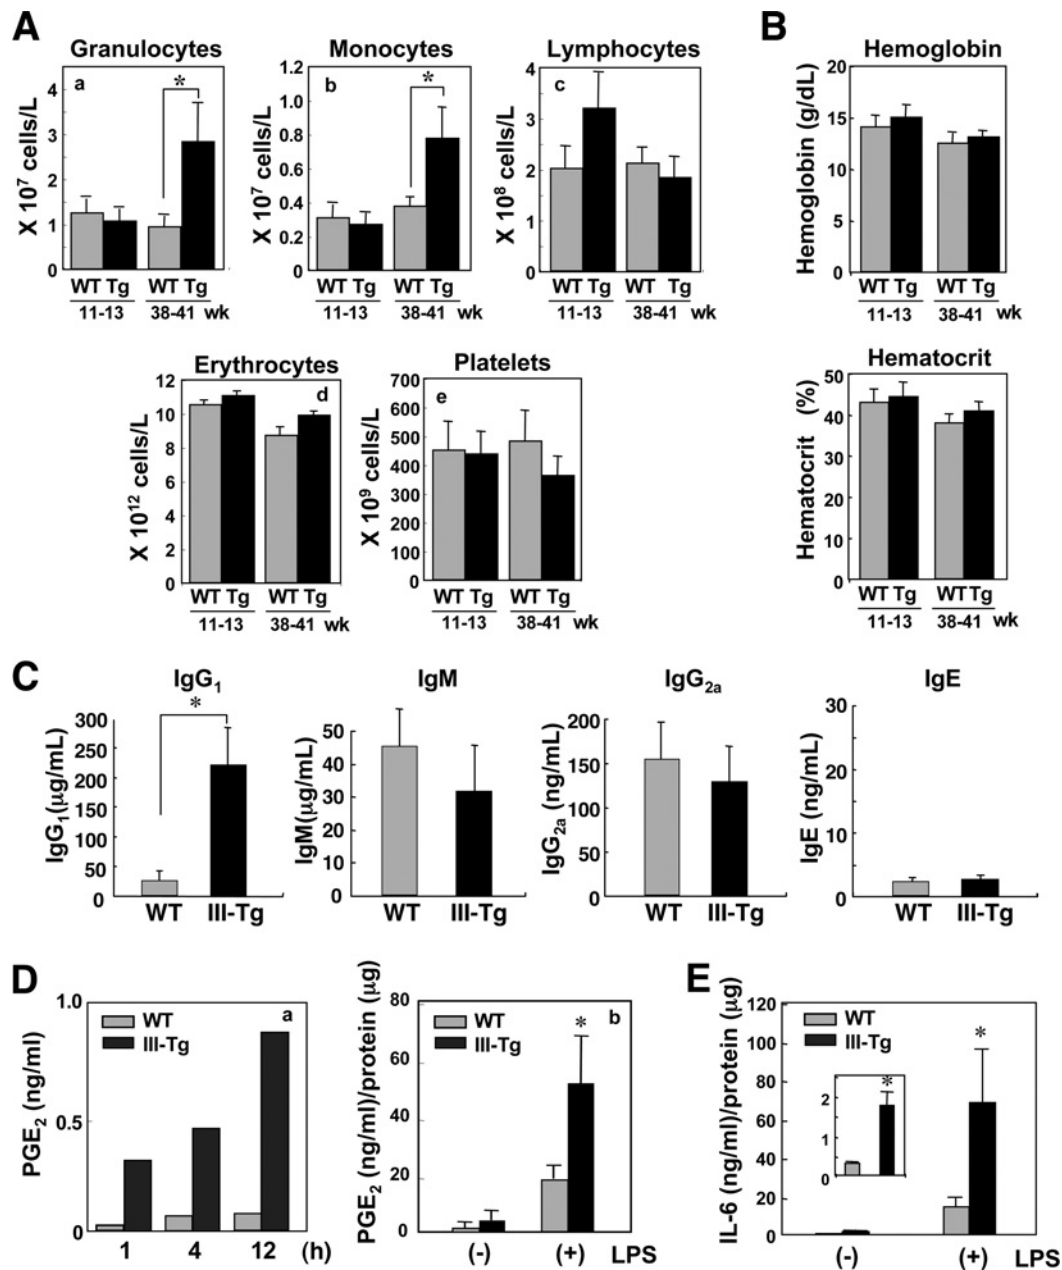 A
Granulocytes
a
*
X 10⁷ cells/L
4
3
2
1
0
WT Tg WT Tg
11-13 38-41 wk
Monocytes
b
*
X 10⁷ cells/L
1.2
1.0
0.8
0.6
0.4
0.2
0
WT Tg WT Tg
11-13 38-41 wk
Lymphocytes
c
X 10⁸ cells/L
4
3
2
1
0
WT Tg WT Tg
11-13 38-41 wk
B
Hemoglobin
Hemoglobin (g/dL)
20
15
10
5
0
WT Tg WT Tg
11-13 38-41 wk
Erythrocytes
d
X 10¹² cells/L
12
10
8
6
4
2
0
WT Tg WT Tg
11-13 38-41 wk
Platelets
e
X 10⁹ cells/L
700
600
500
400
300
200
100
0
WT Tg WT Tg
11-13 38-41 wk
Hematocrit
Hematocrit (%)
50
40
30
20
10
0
WT Tg WT Tg
11-13 38-41 wk
C
IgG₁
*
IgG₁(μg/mL)
300
250
200
150
100
50
0
WT III-Tg
IgM
IgM(μg/mL)
50
40
30
20
10
0
WT III-Tg
IgG₂ₐ
IgG₂ₐ (ng/mL)
200
150
100
50
0
WT III-Tg
IgE
IgE (ng/mL)
30
20
10
0
WT III-Tg
D
a
WT
III-Tg
PGE₂ (ng/ml)
1.0
0.5
0
1 4 12 (h)
b
WT
III-Tg
*
PGE₂ (ng/ml)/protein (μg)
80
60
40
20
0
(-) (+) LPS
E
WT
III-Tg
*
IL-6 (ng/ml)/protein (μg)
120
100
80
60
40
20
0
*
2
1
0
(-) (+) LPS